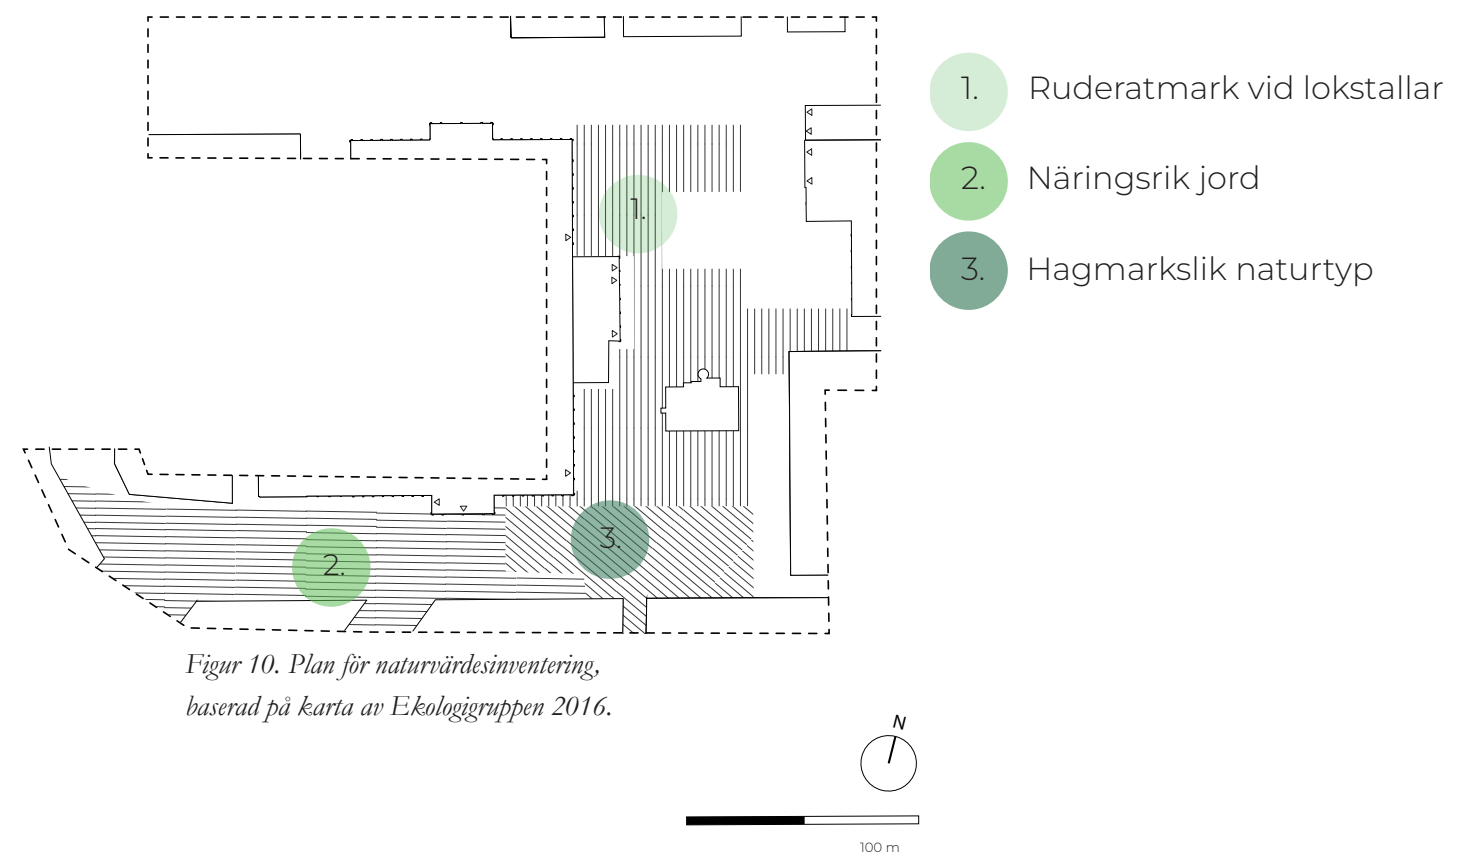 1. Ruderatmark vid lokstallar
2. Näringsrik jord
3. Hagmarkslik naturtyp
1.
2.
3.
Figur 10. Plan för naturvärdesinventering,
baserad på karta av Ekologigruppen 2016.
N
100 m